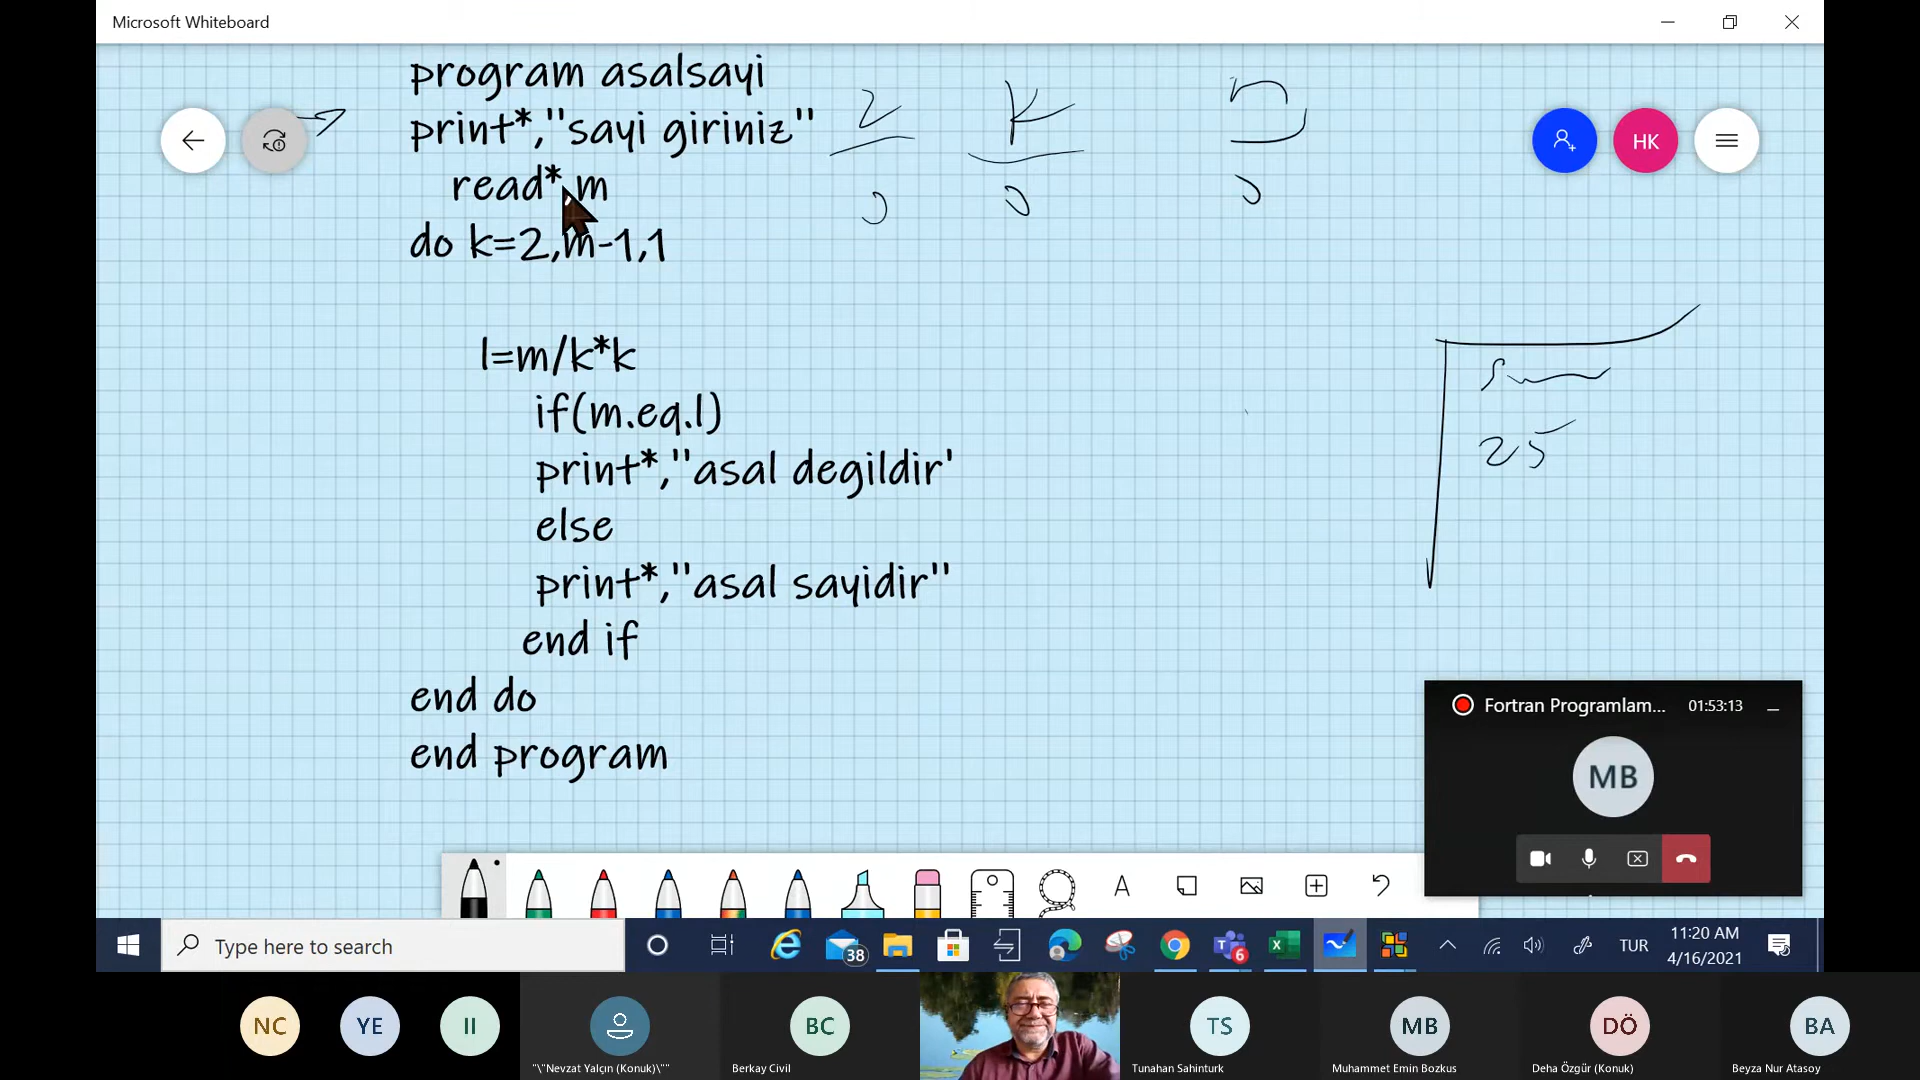 Microsoft Whiteboard
program asalsayi
print*,"sayi giriniz"
read*,m
do k=2,m-1,1
l=m/k*k
if(m.eq.l)
print*,"asal degildir'
else
print*,"asal sayidir"
end if
end do
end program
k
0
25
HK
Fortran Programlam... 01:53:13
MB
Type here to search
38
6
TUR
11:20 AM
4/16/2021
NC
YE
II
"\"Nevzat Yalçın (Konuk)\""
BC
Berkay Civil
TS
Tunahan Sahinturk
MB
Muhammet Emin Bozkus
DÖ
Deha Özgür (Konuk)
BA
Beyza Nur Atasoy